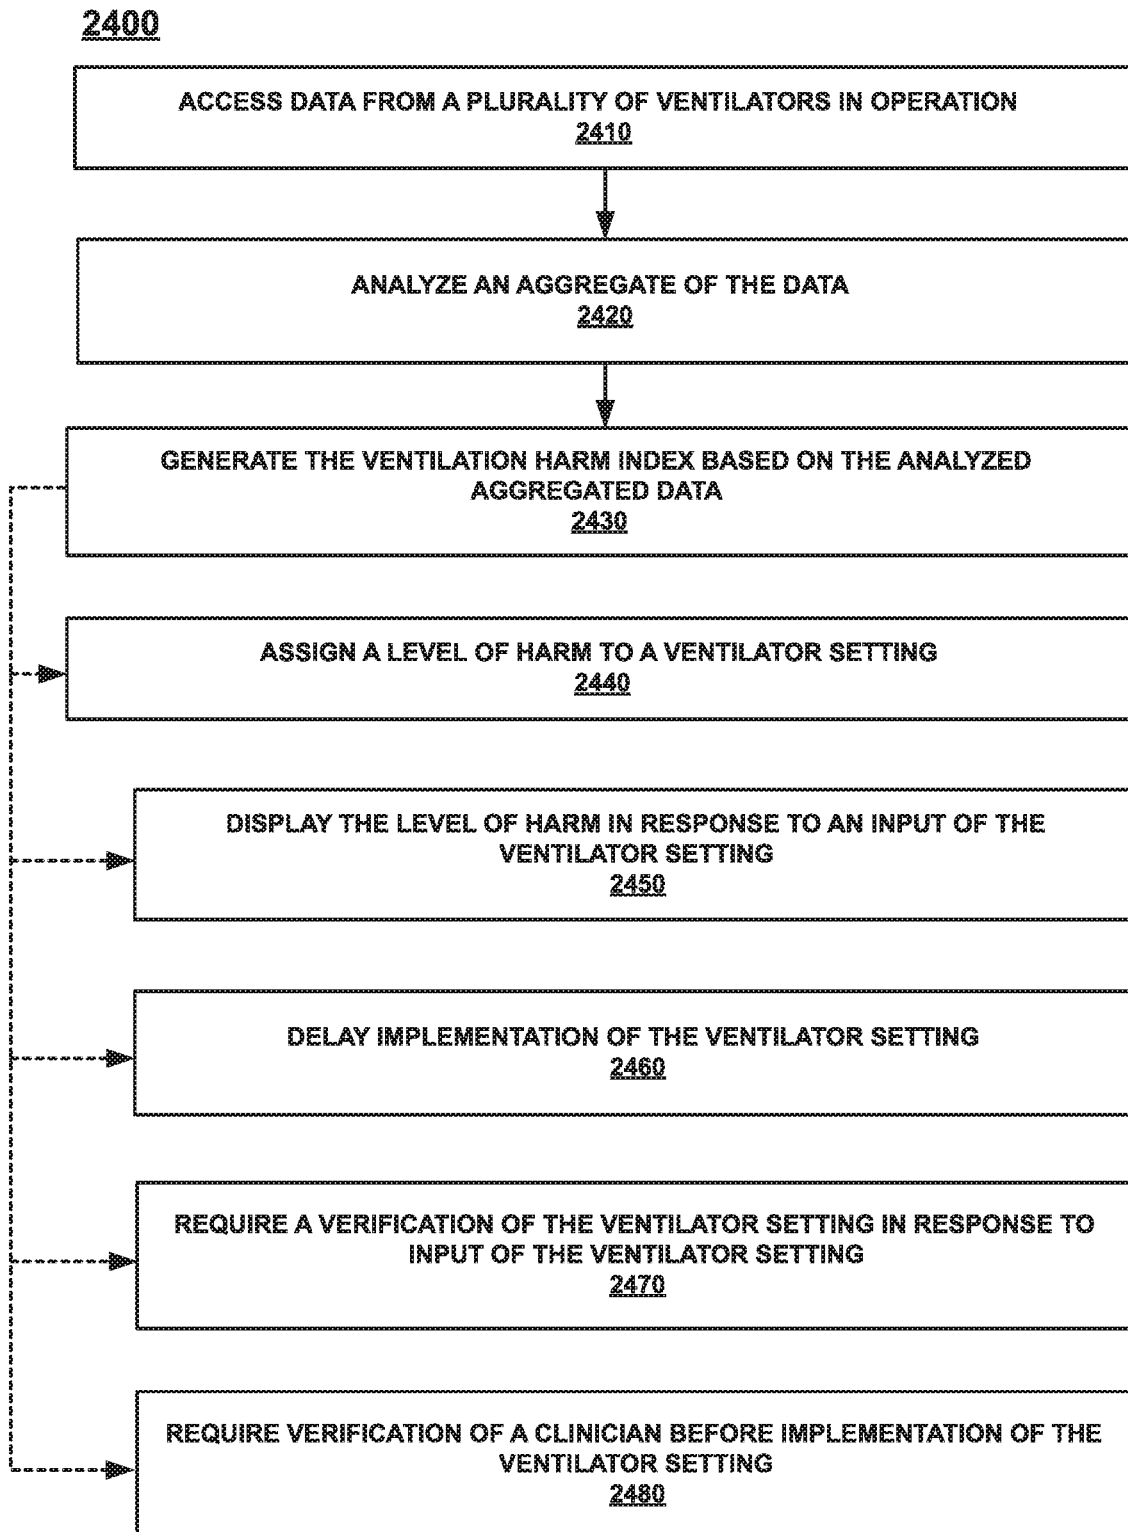 2400
ACCESS DATA FROM A PLURALITY OF VENTILATORS IN OPERATION
2410
ANALYZE AN AGGREGATE OF THE DATA
2420
GENERATE THE VENTILATION HARM INDEX BASED ON THE ANALYZED
AGGREGATED DATA
2430
ASSIGN A LEVEL OF HARM TO A VENTILATOR SETTING
2440
DISPLAY THE LEVEL OF HARM IN RESPONSE TO AN INPUT OF THE
VENTILATOR SETTING
2450
DELAY IMPLEMENTATION OF THE VENTILATOR SETTING
2460
REQUIRE A VERIFICATION OF THE VENTILATOR SETTING IN RESPONSE TO
INPUT OF THE VENTILATOR SETTING
2470
REQUIRE VERIFICATION OF A CLINICIAN BEFORE IMPLEMENTATION OF THE
VENTILATOR SETTING
2480